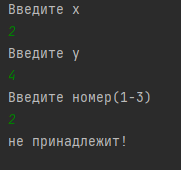 Введите x
2
Введите y
4
Введите номер(1-3)
2
не принадлежит!